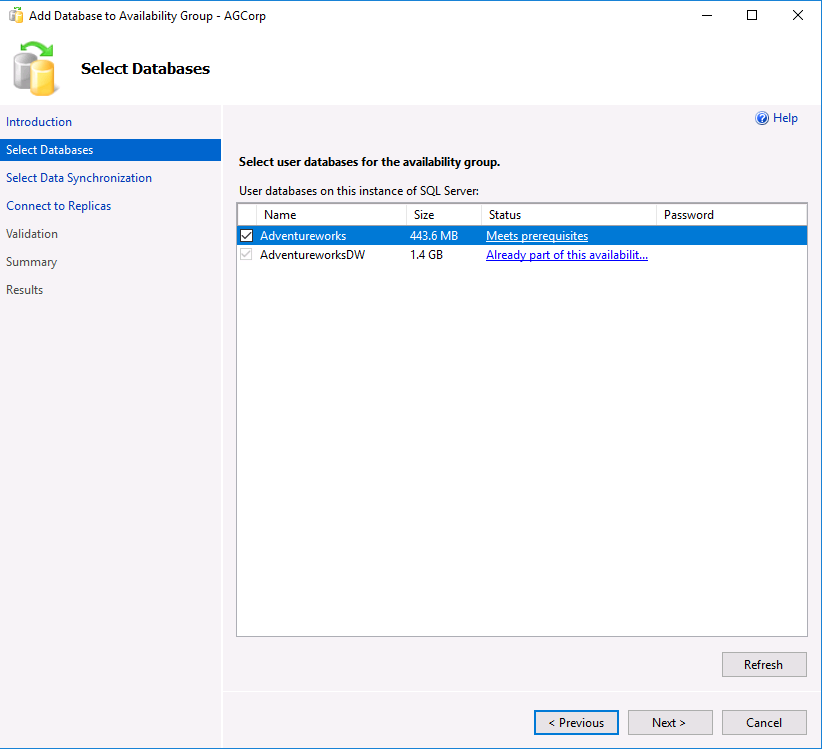 Add Database to Availability Group - AGCorp
Select Databases
Introduction
Select Databases
Select Data Synchronization
Connect to Replicas
Validation
Summary
Results
Help
Select user databases for the availability group.
User databases on this instance of SQL Server:
Name Size Status Password
Adventureworks 443.6 MB Meets prerequisites
AdventureworksDW 1.4 GB Already part of this availabilit...
Refresh
< Previous Next > Cancel